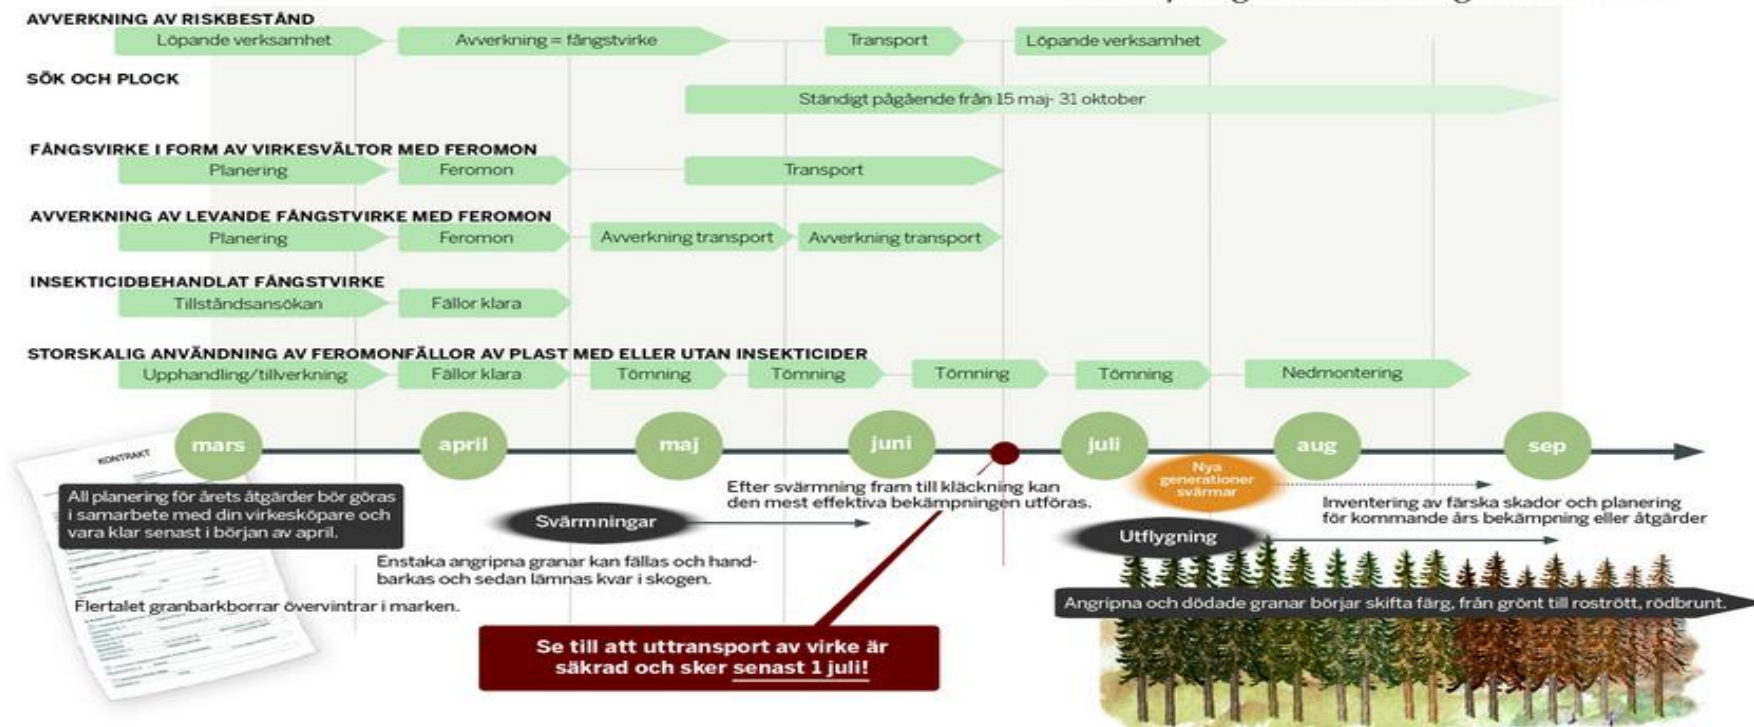 AVVERKNING AV RISKBESTÅND
Löpande verksamhet
Avverkning = fångstvirke
Transport
Löpande verksamhet
SÖK OCH PLOCK
Ständigt pågående från 15 maj- 31 oktober
FÅNGSVIRKE I FORM AV VIRKESVÄLTOR MED FEROMON
Planering
Feromon
Transport
AVVERKNING AV LEVANDE FÅNGSTVIRKE MED FEROMON
Planering
Feromon
Avverkning transport
Avverkning transport
INSEKTICIDBEHANDLAT FÅNGSTVIRKE
Tillståndsansökan
Fällor klara
STORSKALIG ANVÄNDNING AV FEROMONFÄLLOR AV PLAST MED ELLER UTAN INSEKTICIDER
Upphandling/tillverkning
Fällor klara
Tömning
Tömning
Tömning
Tömning
Nedmontering
mars
april
maj
juni
juli
aug
sep
KONTRAKT
All planering för årets åtgärder bör göras
i samarbete med din virkesköpare och
vara klar senast i början av april.
Svärmningar
Efter svärmning fram till kläckning kan
den mest effektiva bekämpningen utföras.
Nya
generationer
svärmar
Inventering av färska skador och planering
för kommande års bekämpning eller åtgärder
Utflygning
Enstaka angripna granar kan fällas och hand-
barkas och sedan lämnas kvar i skogen.
Flertalet granbarkborrar övervintrar i marken.
Angripna och dödade granar börjar skifta färg, från grönt till rostrött, rödbrunt.
Se till att uttransport av virke är
säkrad och sker senast 1 juli!